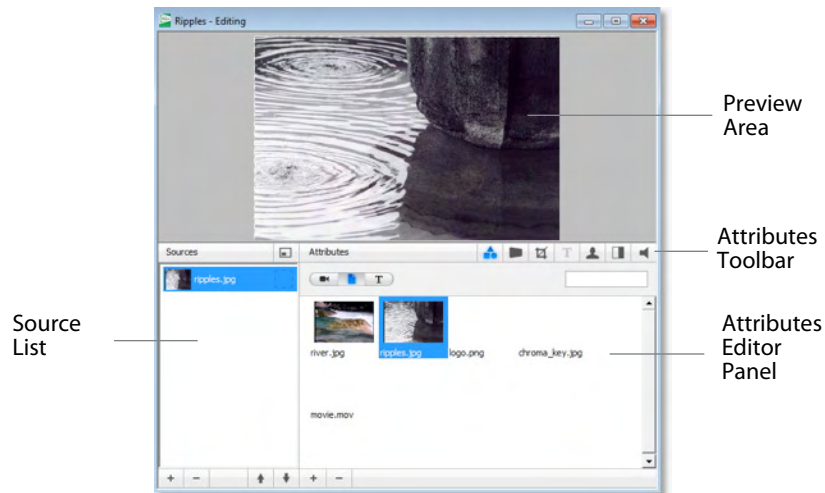 Ripples - Editing
Preview
Area
Sources
Attributes
T
Attributes
Toolbar
ripples.jpg
T
Source
List
river.jpg
ripples.jpg
logo.png
chroma_key.jpg
Attributes
Editor
Panel
movie.mov